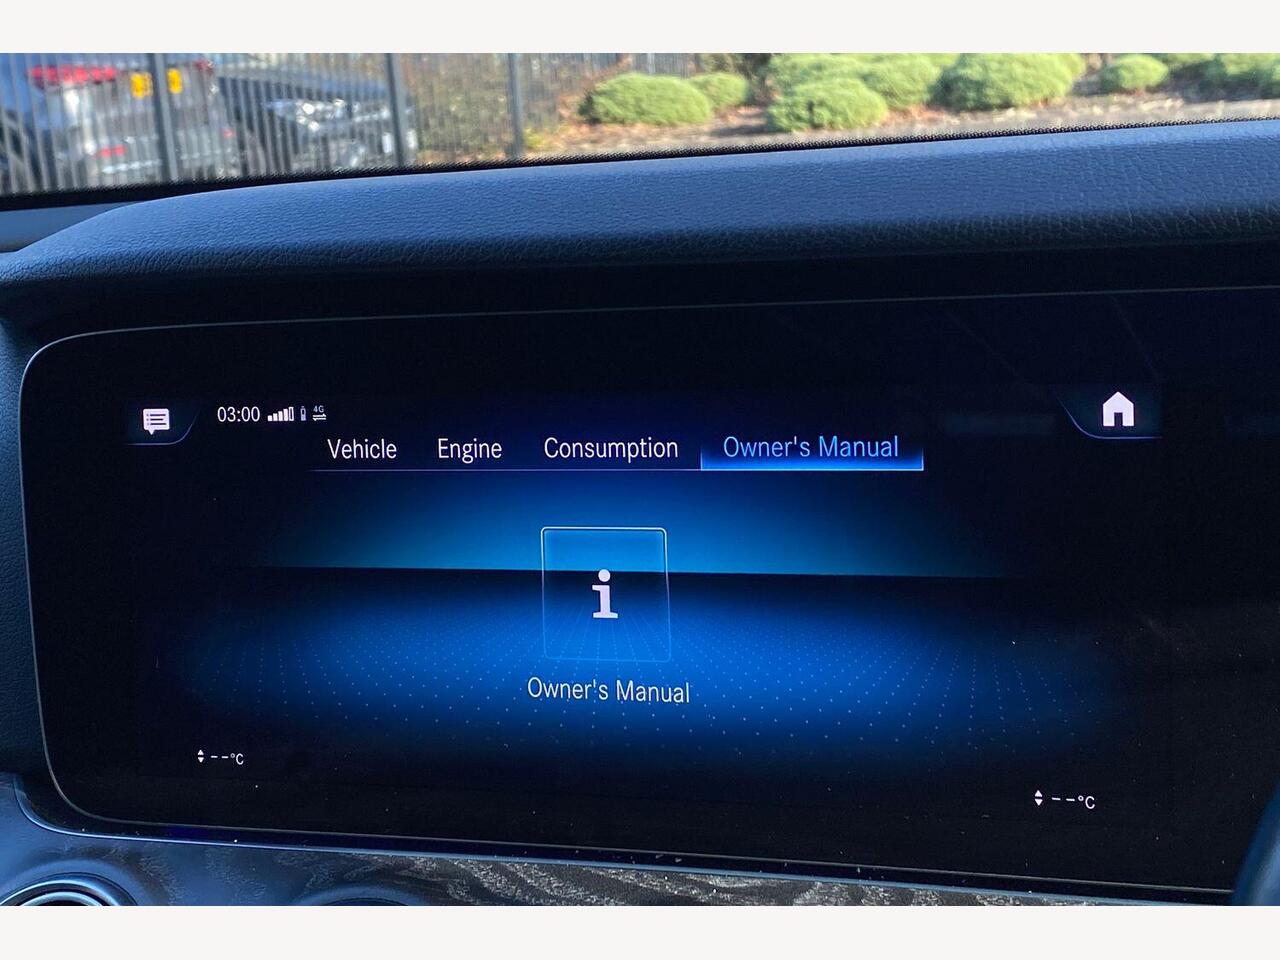 03:00 4G
Vehicle Engine Consumption Owner's Manual
i
Owner's Manual
--°C
--°C